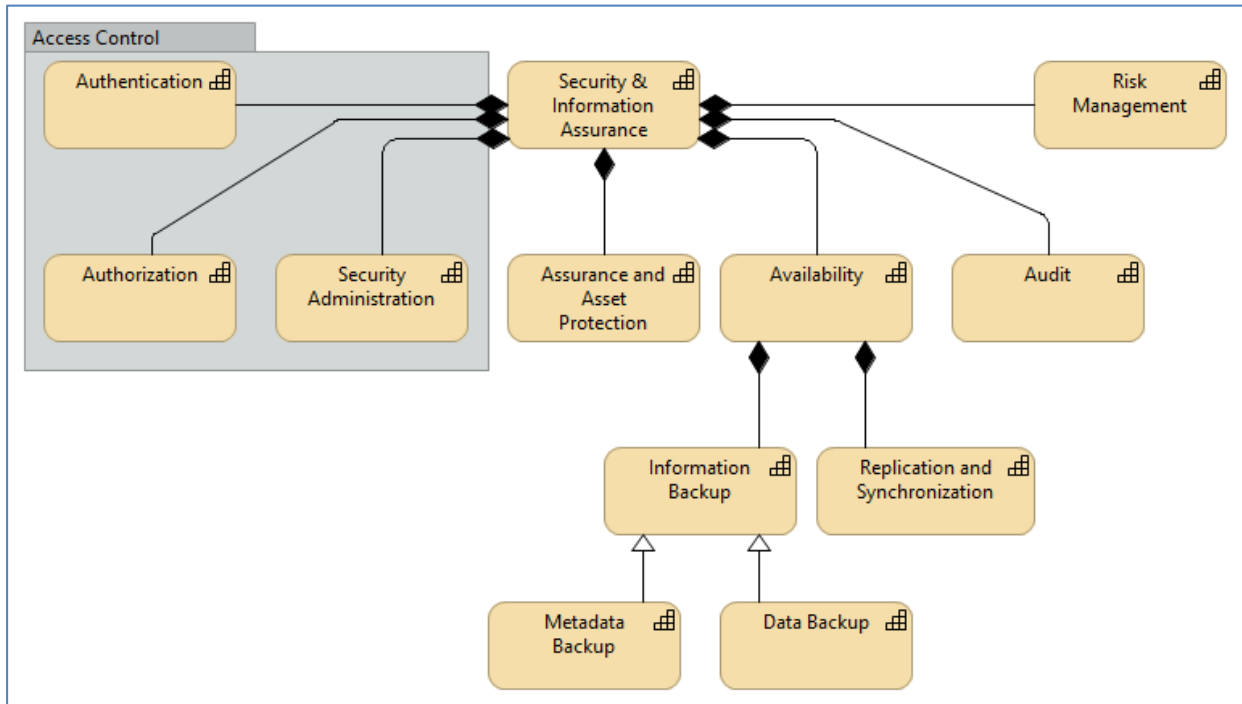 Access Control
Authentication
Security &
Information
Assurance
Risk
Management
Authorization
Security
Administration
Assurance and
Asset
Protection
Availability
Audit
Information
Backup
Replication and
Synchronization
Metadata
Backup
Data Backup